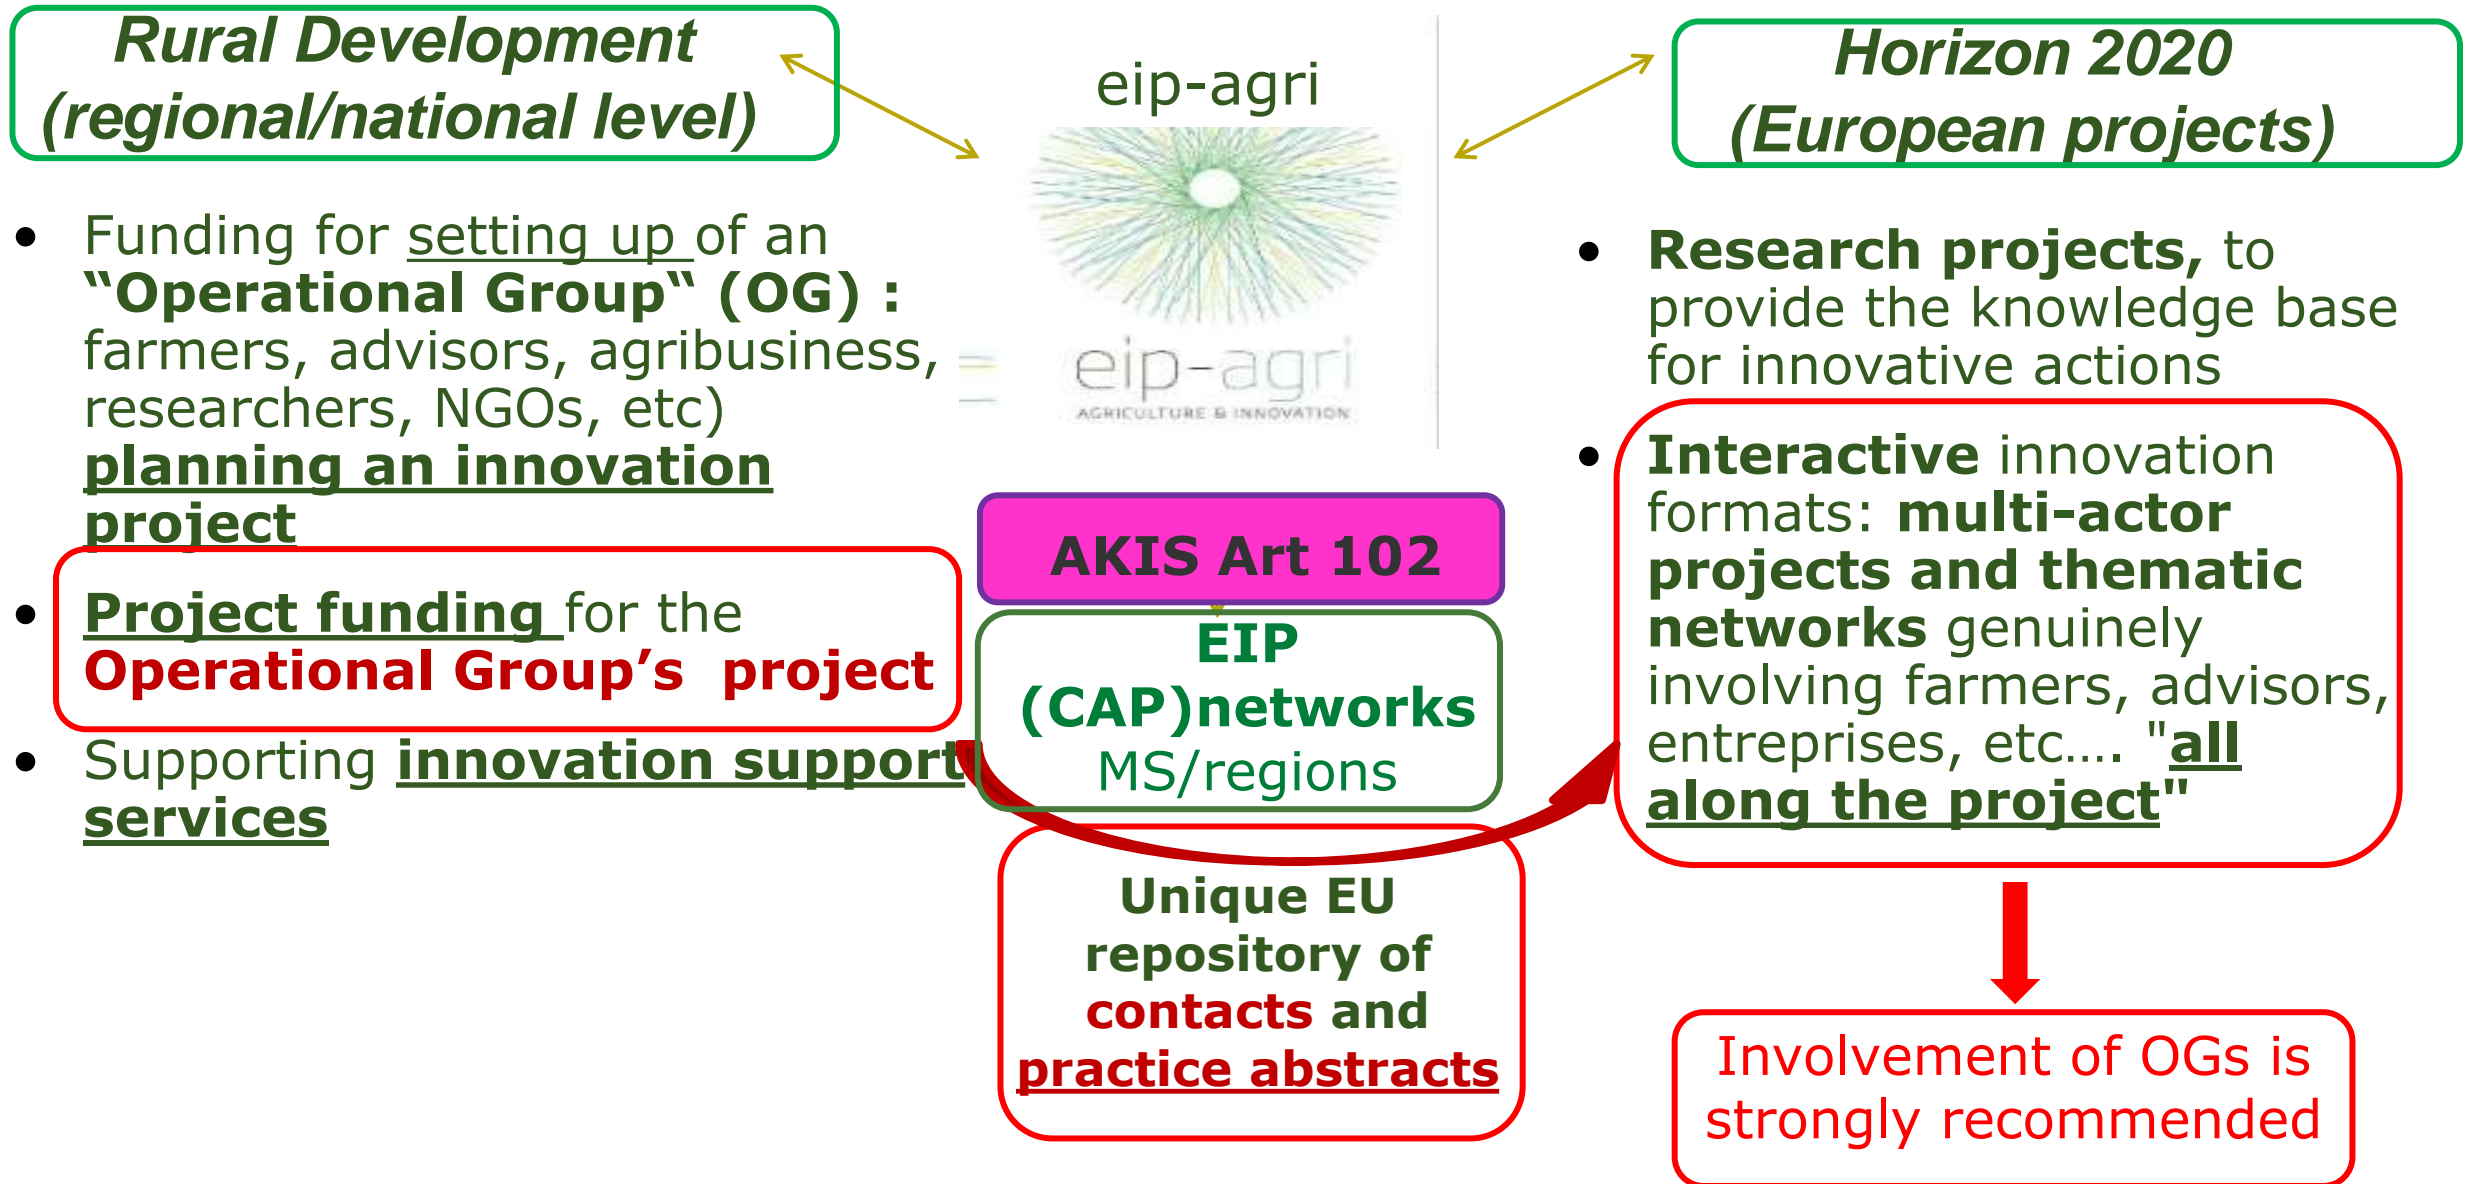 Rural Development
(regional/national level)
• Funding for setting up of an
“Operational Group“ (OG) :
farmers, advisors, agribusiness,
researchers, NGOs, etc)
planning an innovation
project
• Project funding for the
Operational Group’s project
• Supporting innovation support
services
eip-agri
eip-agri
AGRICULTURE & INNOVATION
AKIS Art 102
EIP
(CAP)networks
MS/regions
Unique EU
repository of
contacts and
practice abstracts
Horizon 2020
(European projects)
• Research projects, to
provide the knowledge base
for innovative actions
• Interactive innovation
formats: multi-actor
projects and thematic
networks genuinely
involving farmers, advisors,
entreprises, etc.… "all
along the project"
Involvement of OGs is
strongly recommended